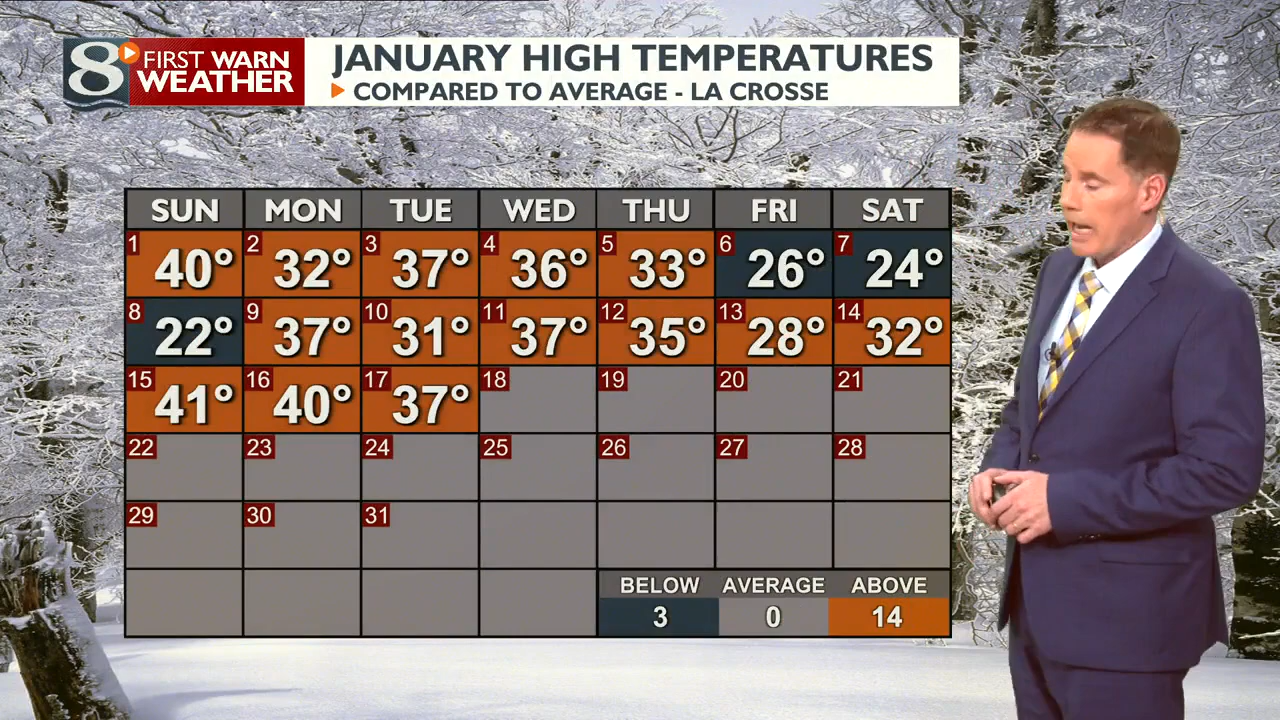 8 FIRST WARN
WEATHER
JANUARY HIGH TEMPERATURES
COMPARED TO AVERAGE - LA CROSSE
SUN MON TUE WED THU FRI SAT
1 40° 2 32° 3 37° 4 36° 5 33° 6 26° 7 24°
8 22° 9 37° 10 31° 11 37° 12 35° 13 28° 14 32°
15 41° 16 40° 17 37° 18 19 20 21
22 23 24 25 26 27 28
29 30 31
BELOW AVERAGE ABOVE
3 0 14